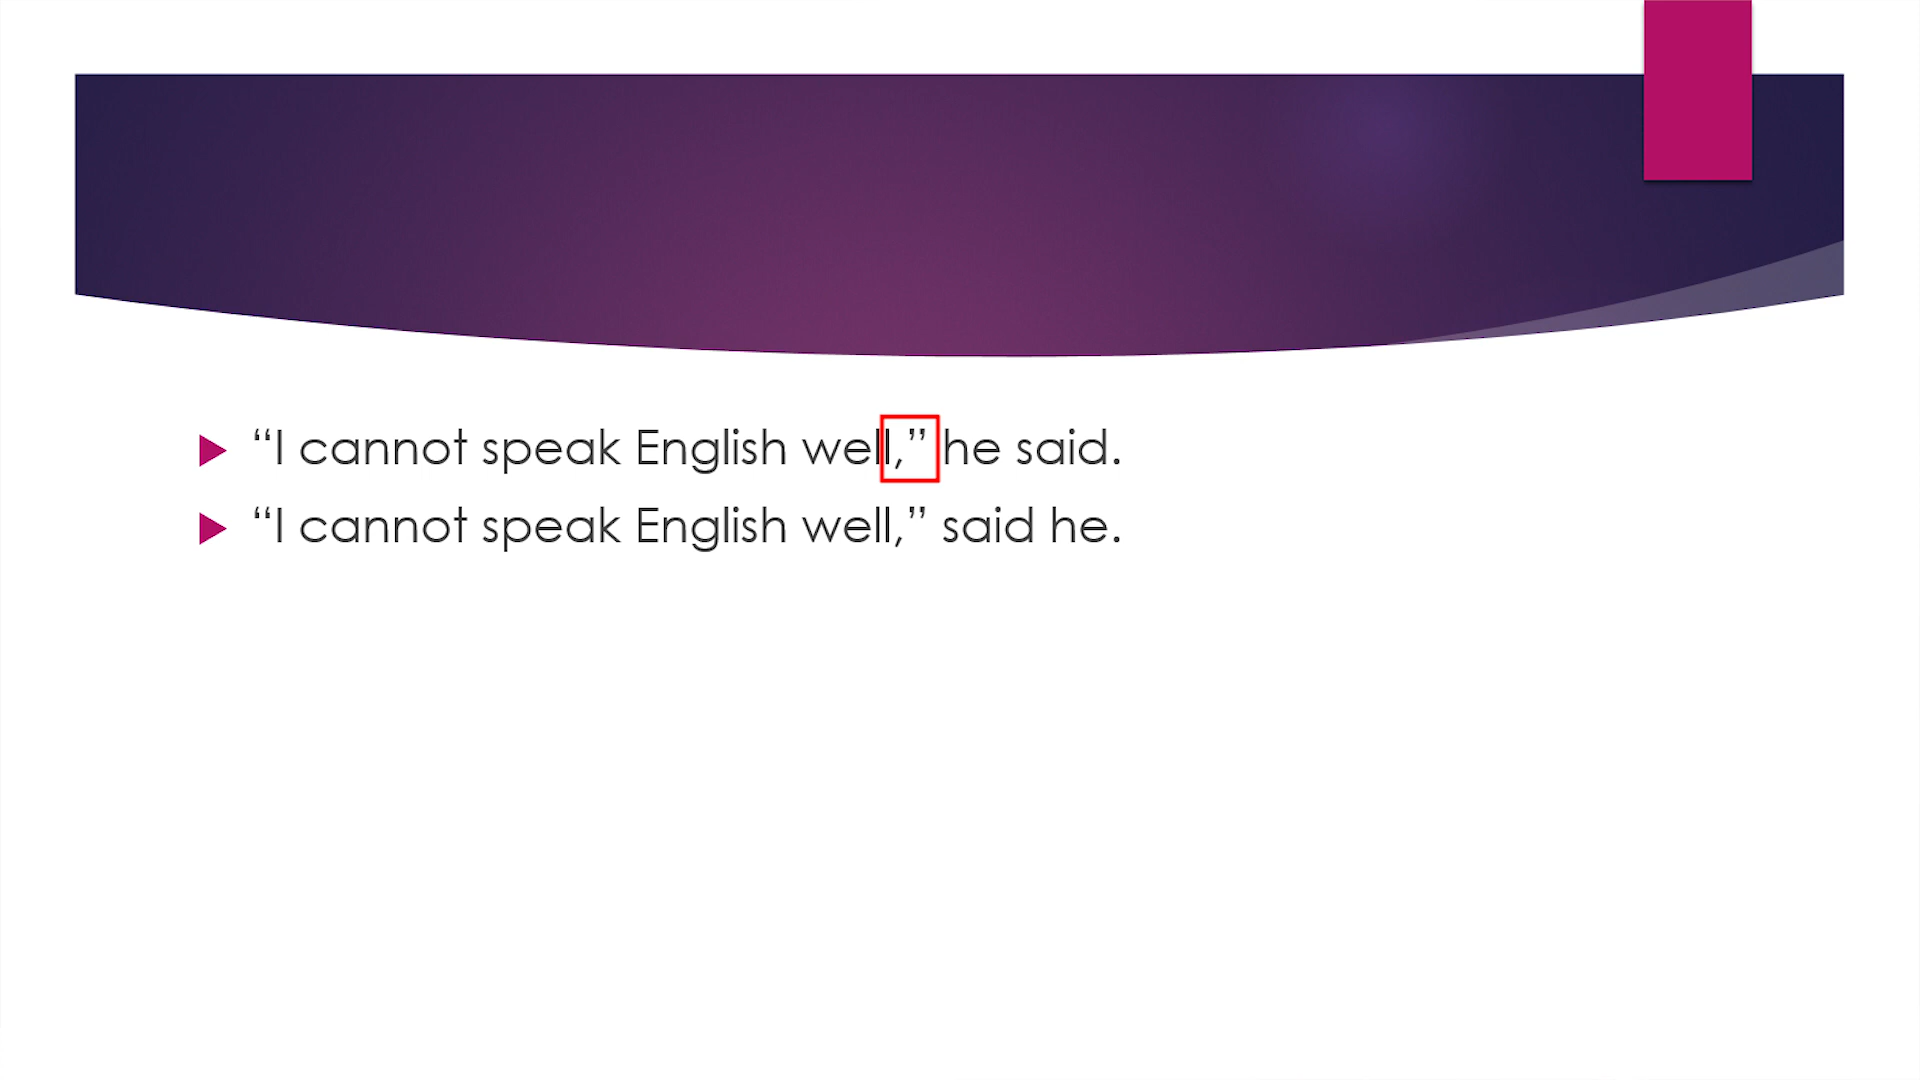 “I cannot speak English well,” he said.
“I cannot speak English well,” said he.